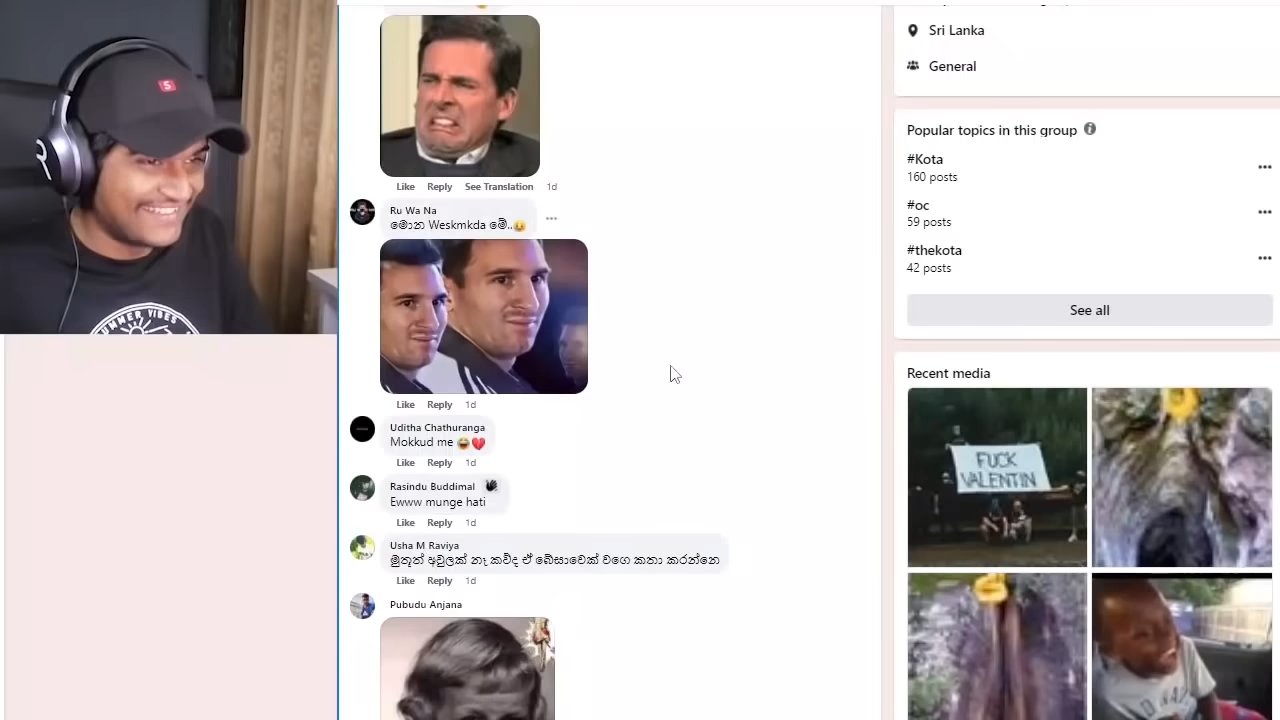 S
SUMMER VIBES
Like Reply See Translation 1d
Ru Wa Na
මොන Weskmkda මේ..😆
Like Reply 1d
Uditha Chathuranga
Mokkud me 😂💔
Like Reply 1d
Rasindu Buddimal
Ewww munge hati
Like Reply 1d
Usha M Raviya
මුතූත් අවුලක් නෑ කව්ද ඒ බේසාවෙක් වගෙ කතා කරන්නෙ
Like Reply 1d
Pubudu Anjana
Sri Lanka
General
Popular topics in this group
#Kota
160 posts
#oc
59 posts
#thekota
42 posts
See all
Recent media
FUCK
VALENTIN